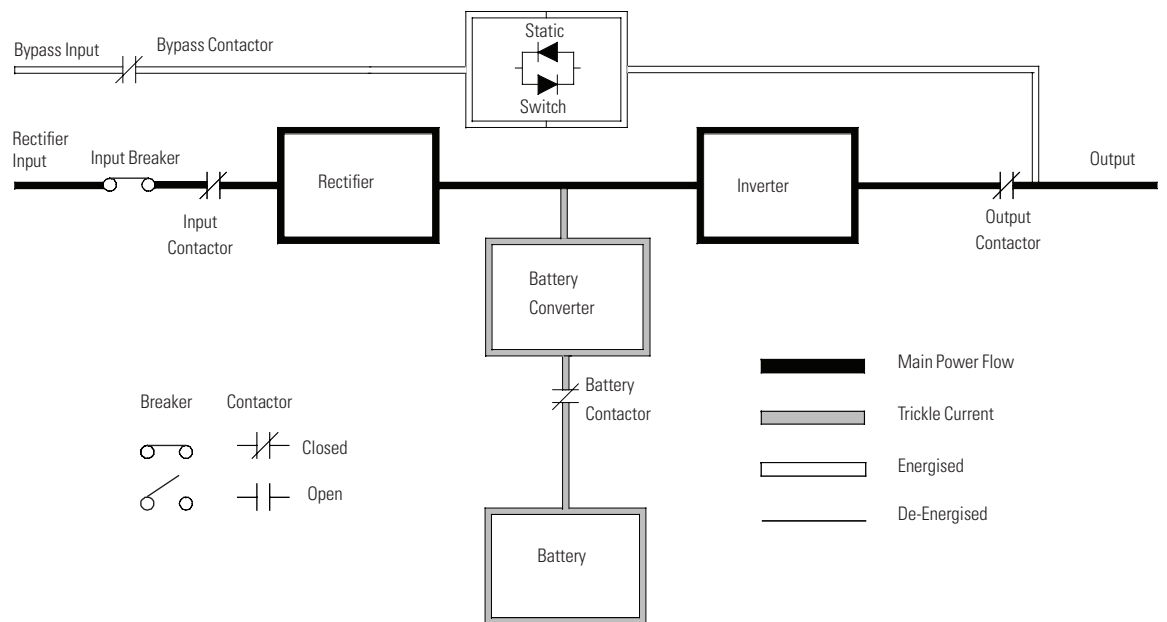 Static
Bypass Input
Bypass Contactor
Switch
Rectifier
Input
Input Breaker
Rectifier
Inverter
Output
Input
Contactor
Output
Contactor
Battery
Converter
Main Power Flow
Battery
Contactor
Breaker
Contactor
Trickle Current
Closed
Energised
Open
De-Energised
Battery